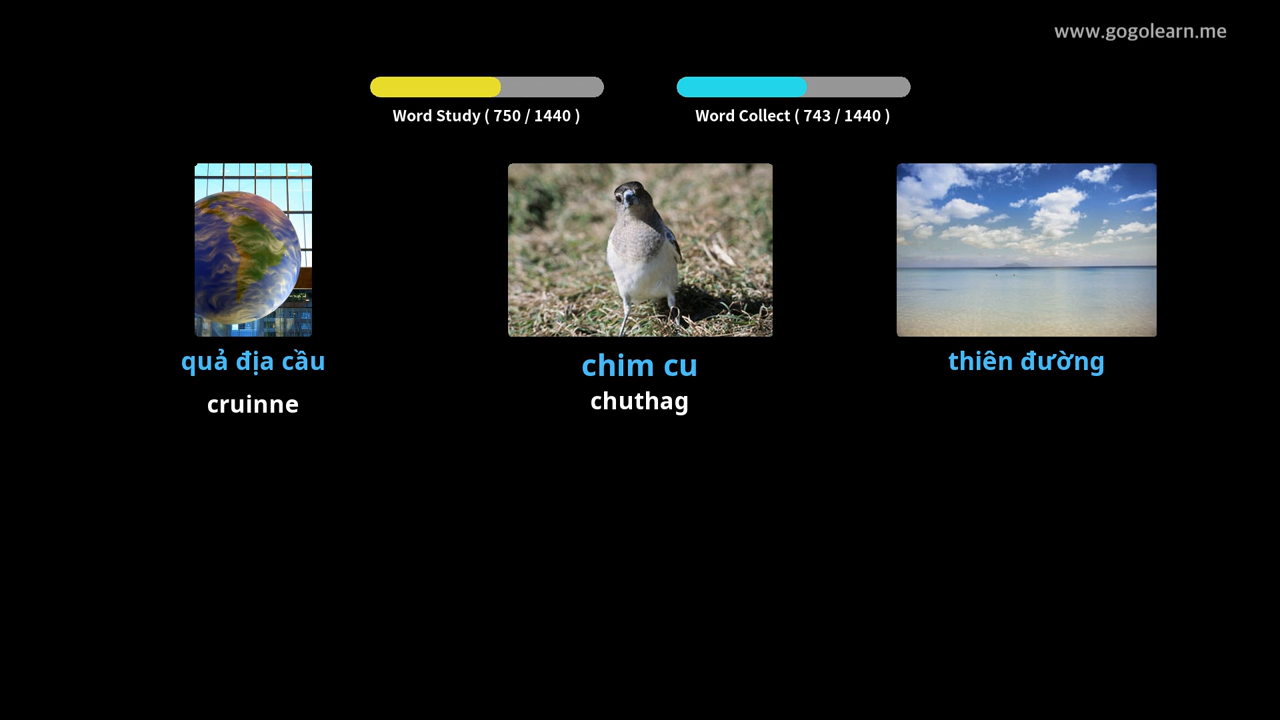 www.gogolearn.me
Word Study ( 750 / 1440 )
Word Collect ( 743 / 1440 )
quả địa cầu
cruinne
chim cu
chuthag
thiên đường